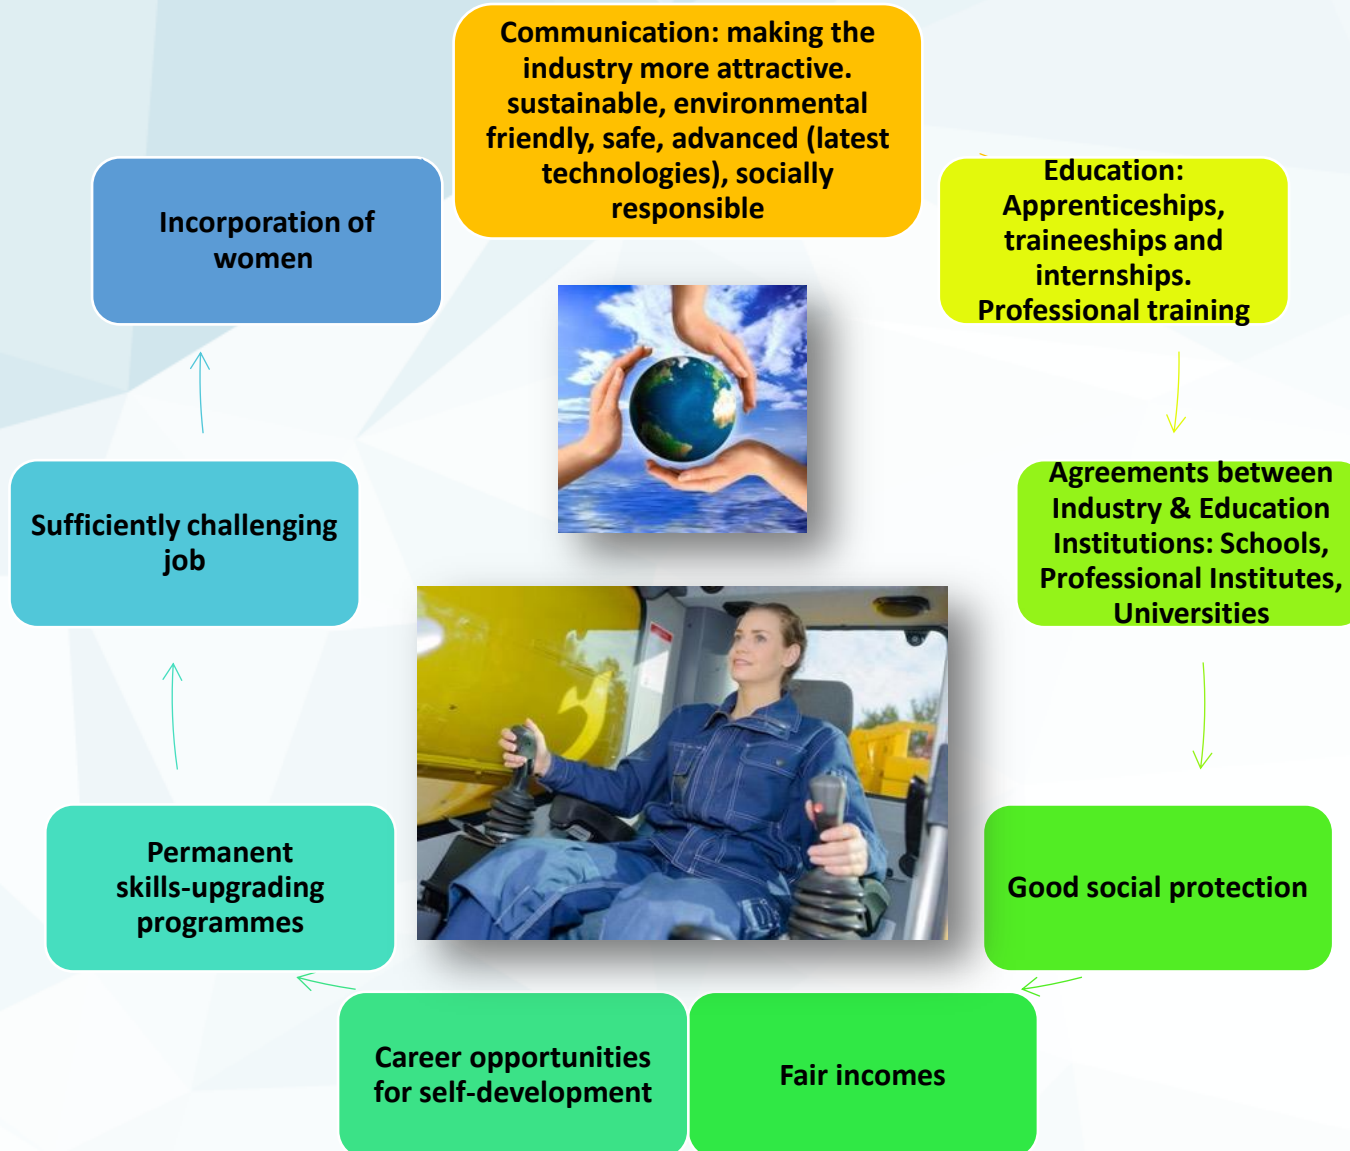 Communication: making the
industry more attractive.
sustainable, environmental
friendly, safe, advanced (latest
technologies), socially
responsible
Education:
Apprenticeships,
traineeships and
internships.
Professional training
Agreements between
Industry & Education
Institutions: Schools,
Professional Institutes,
Universities
Good social protection
Fair incomes
Career opportunities
for self-development
Permanent
skills-upgrading
programmes
Sufficiently challenging
job
Incorporation of
women